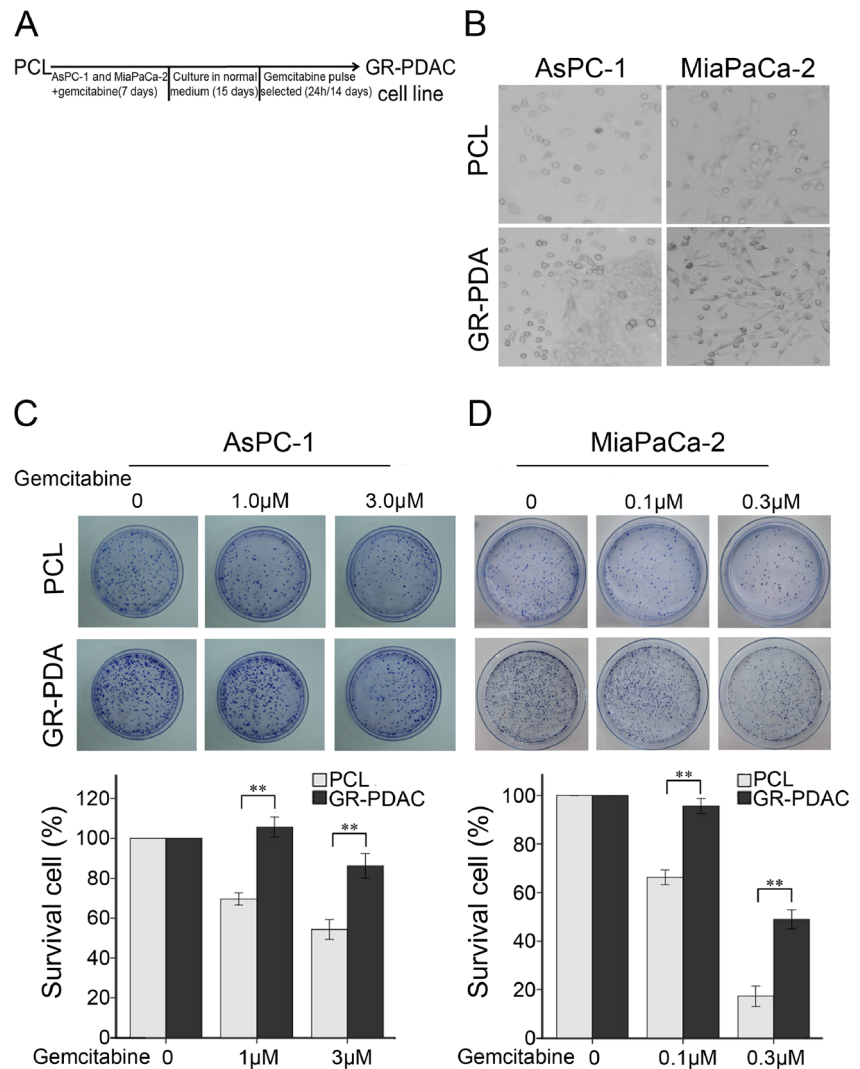 A
PCL
AsPC-1 and MiaPaCa-2
+gemcitabine(7 days)
Culture in normal
medium (15 days)
Gemcitabine pulse
selected (24h/14 days)
GR-PDAC
cell line
B
AsPC-1 MiaPaCa-2
PCL
GR-PDA
C
AsPC-1
Gemcitabine
0 1.0μM 3.0μM
PCL
GR-PDA
Survival cell (%)
120
100
80
60
40
20
0
** **
PCL
GR-PDAC
Gemcitabine 0 1μM 3μM
D
MiaPaCa-2
0 0.1μM 0.3μM
Survival cell (%)
100
80
60
40
20
0
** **
PCL
GR-PDAC
Gemcitabine 0 0.1μM 0.3μM